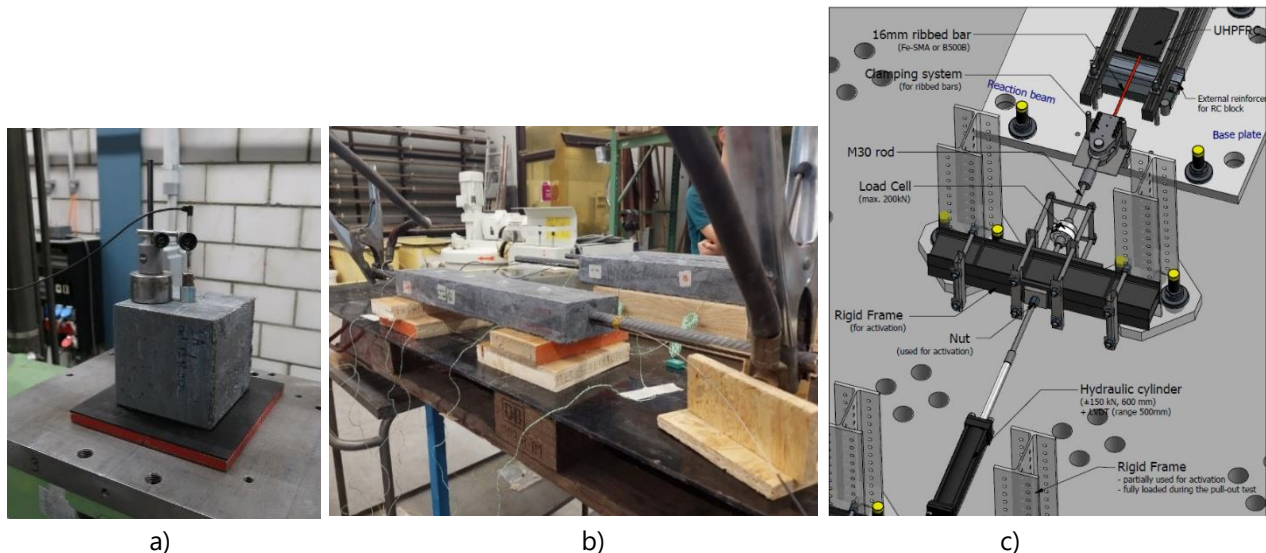 16mm ribbed bar
(Fe-SMA or B500B)
UHPFRC
Clamping system
(for ribbed bars)
Reaction beam
External reinforcer
for RC block
Base plate
M30 rod
Load Cell
(max. 200kN)
Rigid Frame
(for activation)
Nut
(used for activation)
Hydraulic cylinder
(±150 kN, 600 mm)
+ LVDT (range 500mm)
Rigid Frame
- partially used for activation
- fully loaded during the pull-out test
a)
b)
c)